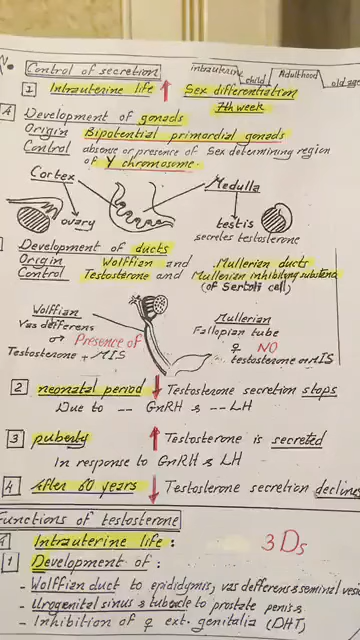 Control of secretion
intrauterine child Adulthood old age
1 Intrauterine life ↑ Sex differentiation
7th week
A Development of gonads
Origin Bipotential primordial gonads
Control absence or presence of Sex determining region
of Y chromosome.
Cortex
Medulla
ovary
testis
secretes testosterone
Development of ducts
Origin Wolffian and Mullerian ducts
Control Testosterone and Mullerian inhibiting substance
(of Sertoli cell)
Wolffian
Vas defferens
♂ Presence of
Testosterone + MIS
Mullerian
Fallopian tube
♀ NO
testosterone or MIS
2 neonatal period ↓ Testosterone secretion stops
Due to -- GnRH & -- LH
3 puberty ↑ Testosterone is secreted
In response to GnRH & LH
4 After 60 years ↓ Testosterone secretion declines
Functions of testosterone
Intrauterine life : 3Ds
1 Development of :
- Wolffian duct to epididymis, vas defferens & seminal vesic
- Urogenital sinus & tubercle to prostate penis
- Inhibition of ♀ ext. genitalia (DHT)